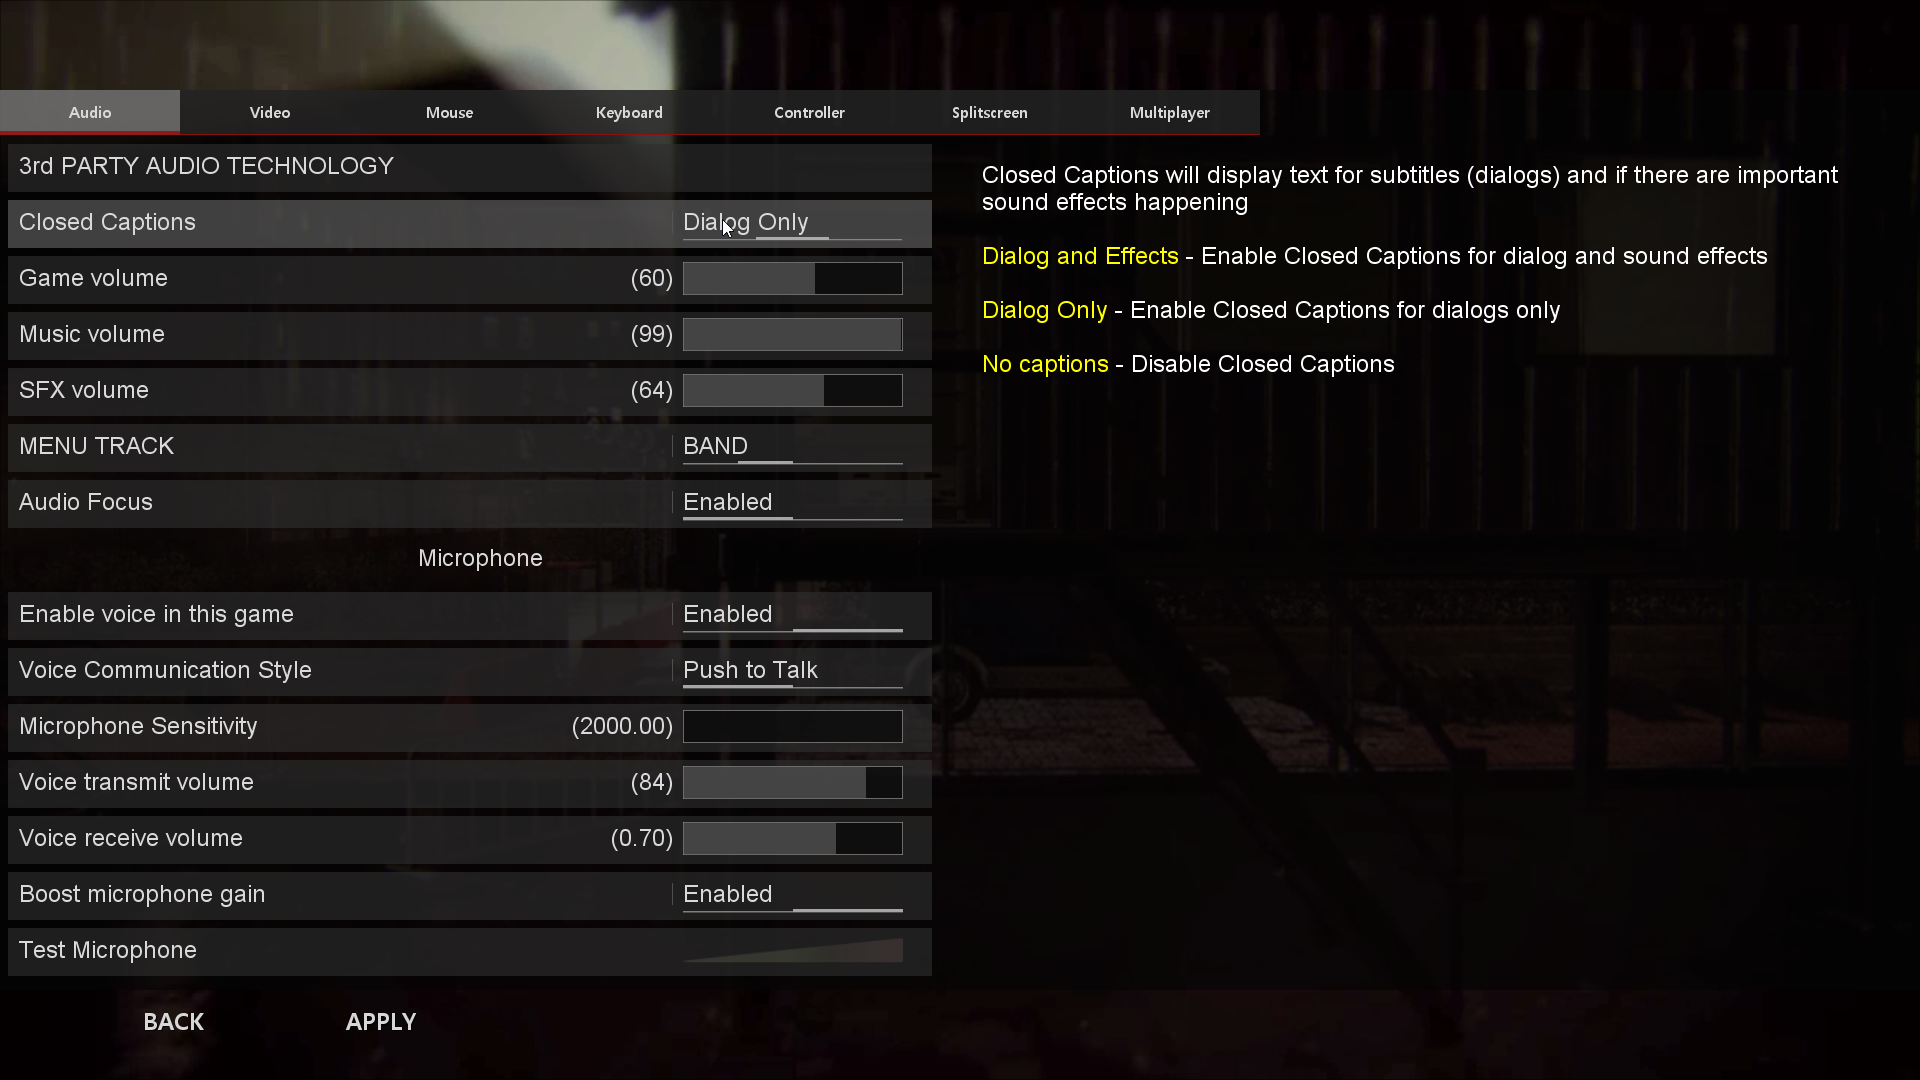 Audio Video Mouse Keyboard Controller Splitscreen Multiplayer
3rd PARTY AUDIO TECHNOLOGY
Closed Captions Dialog Only
Game volume (60)
Music volume (99)
SFX volume (64)
MENU TRACK BAND
Audio Focus Enabled
Microphone
Enable voice in this game Enabled
Voice Communication Style Push to Talk
Microphone Sensitivity (2000.00)
Voice transmit volume (84)
Voice receive volume (0.70)
Boost microphone gain Enabled
Test Microphone
Closed Captions will display text for subtitles (dialogs) and if there are important
sound effects happening
Dialog and Effects - Enable Closed Captions for dialog and sound effects
Dialog Only - Enable Closed Captions for dialogs only
No captions - Disable Closed Captions
BACK APPLY